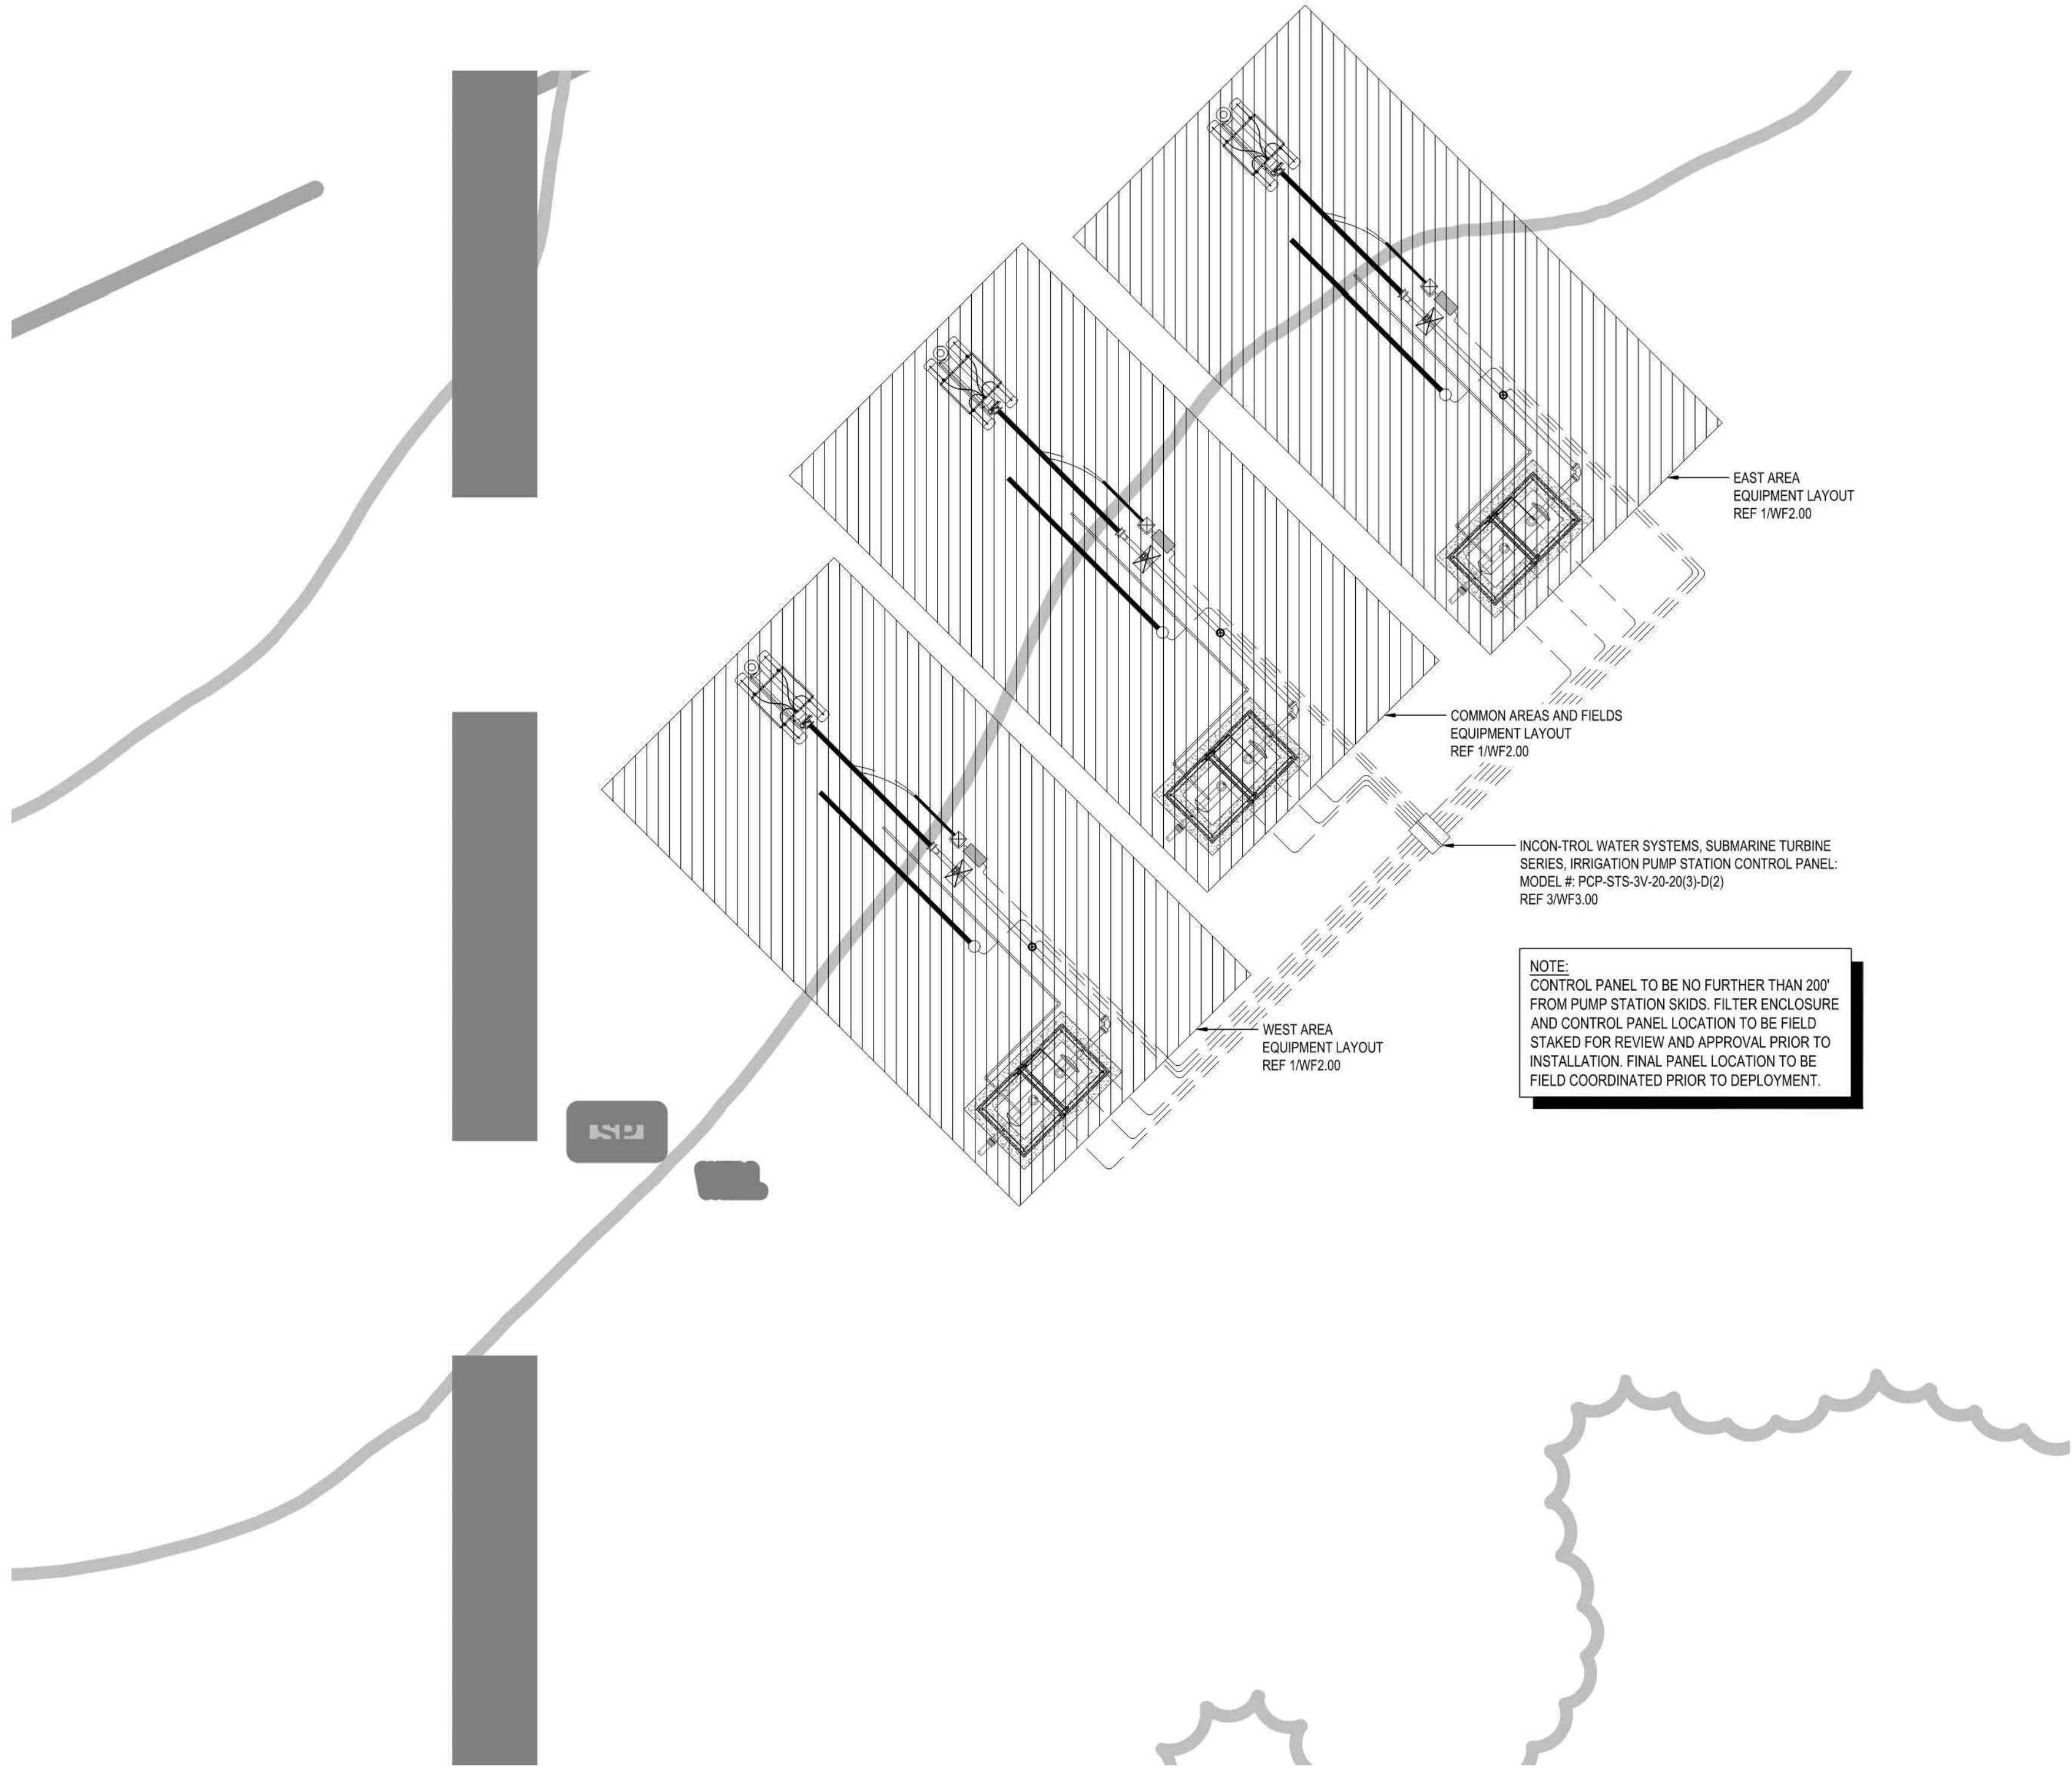 EAST AREA
EQUIPMENT LAYOUT
REF 1/WF2.00
COMMON AREAS AND FIELDS
EQUIPMENT LAYOUT
REF 1/WF2.00
INCON-TROL WATER SYSTEMS, SUBMARINE TURBINE
SERIES, IRRIGATION PUMP STATION CONTROL PANEL:
MODEL #: PCP-STS-3V-20-20(3)-D(2)
REF 3/WF3.00
NOTE:
CONTROL PANEL TO BE NO FURTHER THAN 200'
FROM PUMP STATION SKIDS. FILTER ENCLOSURE
AND CONTROL PANEL LOCATION TO BE FIELD
STAKED FOR REVIEW AND APPROVAL PRIOR TO
INSTALLATION. FINAL PANEL LOCATION TO BE
FIELD COORDINATED PRIOR TO DEPLOYMENT.
WEST AREA
EQUIPMENT LAYOUT
REF 1/WF2.00
SP